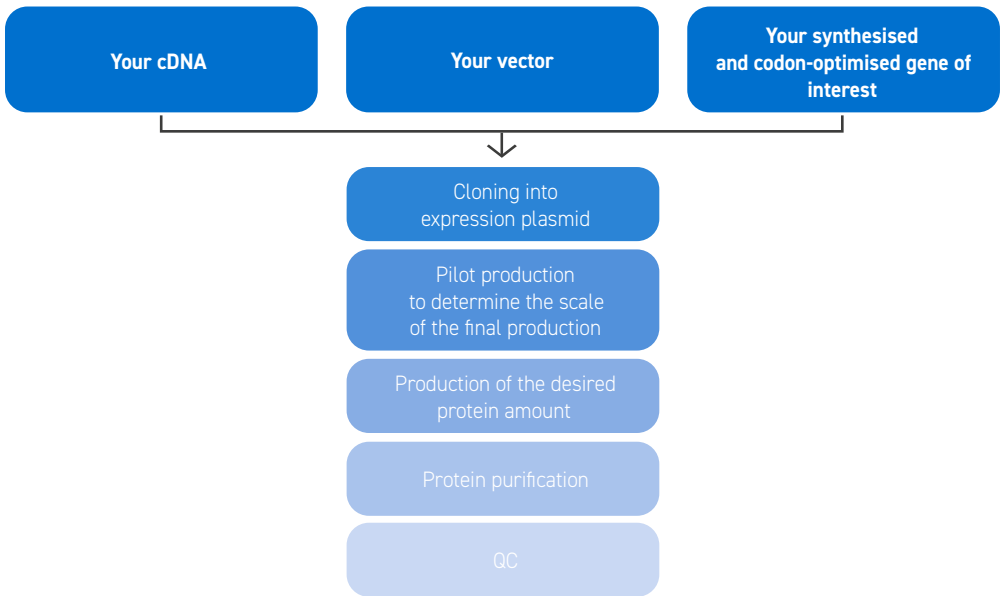 Your cDNA
Your vector
Your synthesised
and codon-optimised gene of
interest
Cloning into
expression plasmid
Pilot production
to determine the scale
of the final production
Production of the desired
protein amount
Protein purification
QC